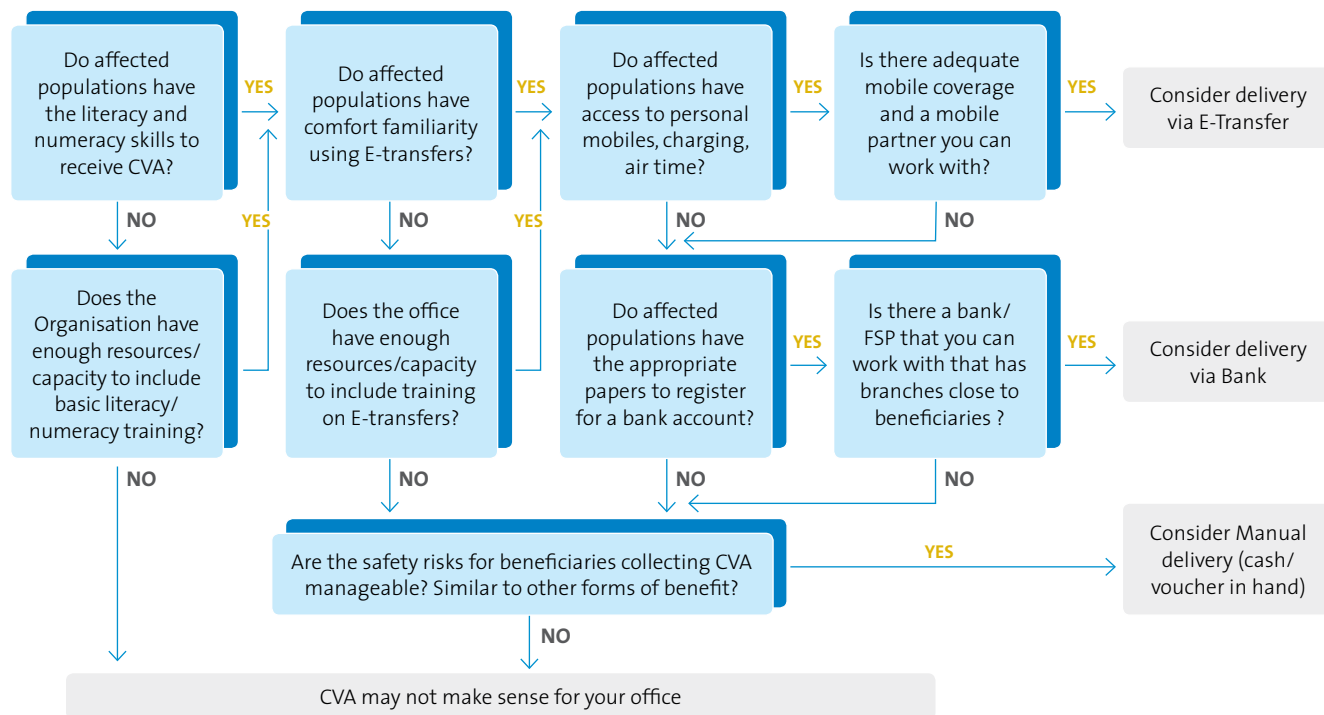 Do affected
populations have
the literacy and
numeracy skills to
receive CVA?
YES
Do affected
populations have
comfort familiarity
using E-transfers?
YES
Do affected
populations have
access to personal
mobiles, charging,
air time?
YES
Is there adequate
mobile coverage
and a mobile
partner you can
work with?
YES
Consider delivery
via E-Transfer
NO
YES
NO
YES
NO
NO
Does the
Organisation have
enough resources/
capacity to include
basic literacy/
numeracy training?
Does the office
have enough
resources/capacity
to include training
on E-transfers?
Do affected
populations have
the appropriate
papers to register
for a bank account?
YES
Is there a bank/
FSP that you can
work with that has
branches close to
beneficiaries ?
YES
Consider delivery
via Bank
NO
NO
NO
NO
Are the safety risks for beneficiaries collecting CVA
manageable? Similar to other forms of benefit?
YES
Consider Manual
delivery (cash/
voucher in hand)
NO
CVA may not make sense for your office